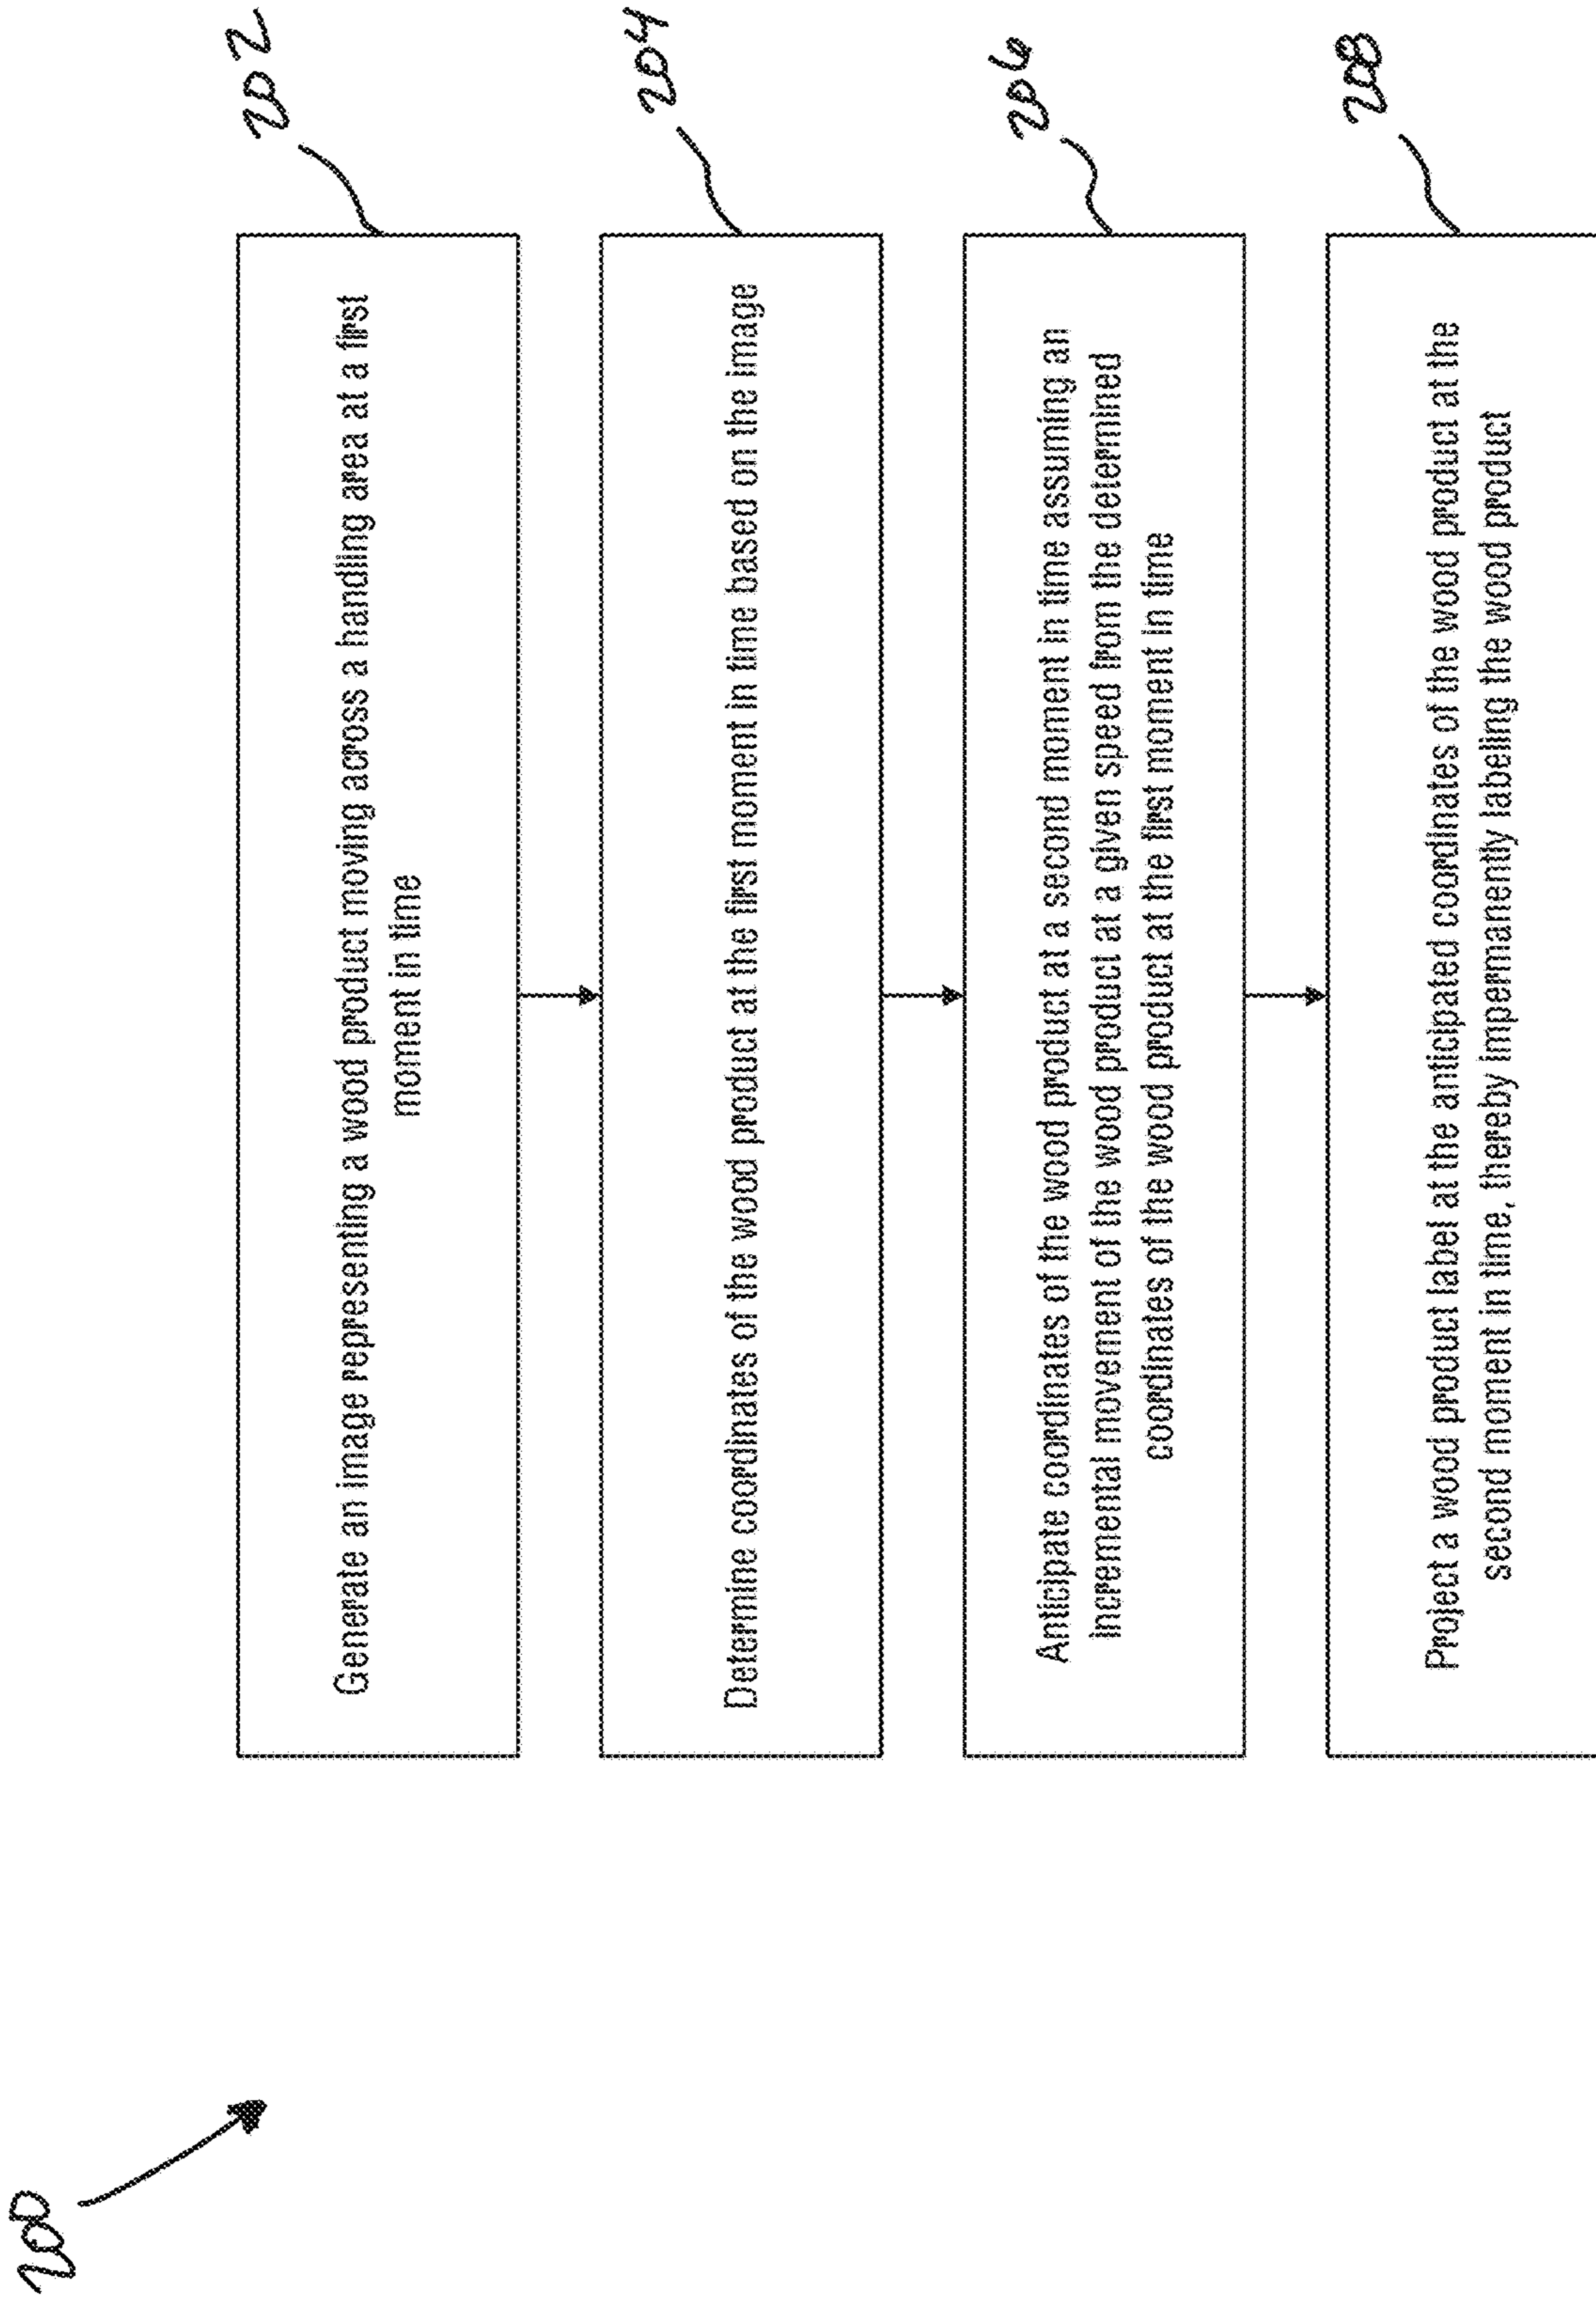 200
202
Generate an image representing a wood product moving across a handling area at a first
moment in time
204
Determine coordinates of the wood product at the first moment in time based on the image
206
Anticipate coordinates of the wood product at a second moment in time assuming an
incremental movement of the wood product at a given speed from the determined
coordinates of the wood product at the first moment in time
208
Project a wood product label at the anticipated coordinates of the wood product at the
second moment in time, thereby impermanently labeling the wood product